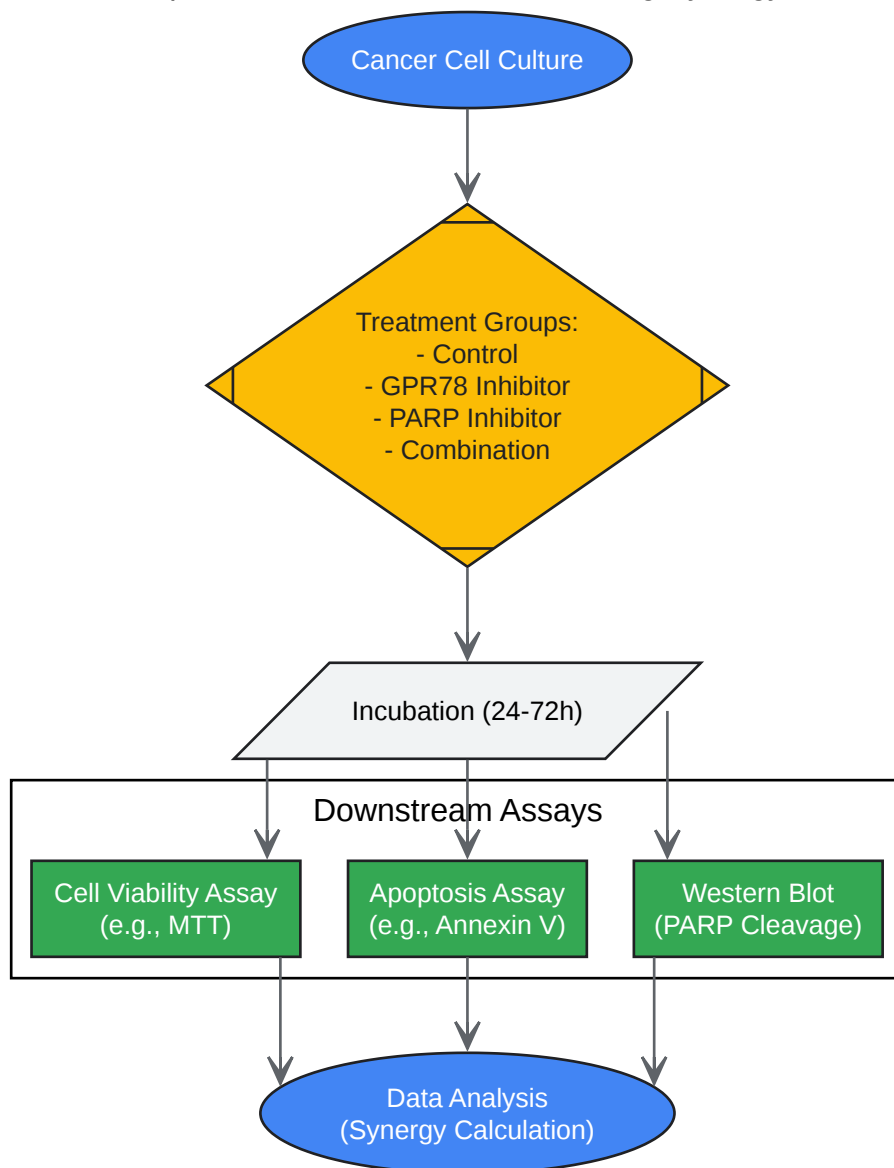 Cancer Cell Culture
Treatment Groups:
- Control
- GPR78 Inhibitor
- PARP Inhibitor
- Combination
Incubation (24-72h)
Downstream Assays
Cell Viability Assay
(e.g., MTT)
Apoptosis Assay
(e.g., Annexin V)
Western Blot
(PARP Cleavage)
Data Analysis
(Synergy Calculation)